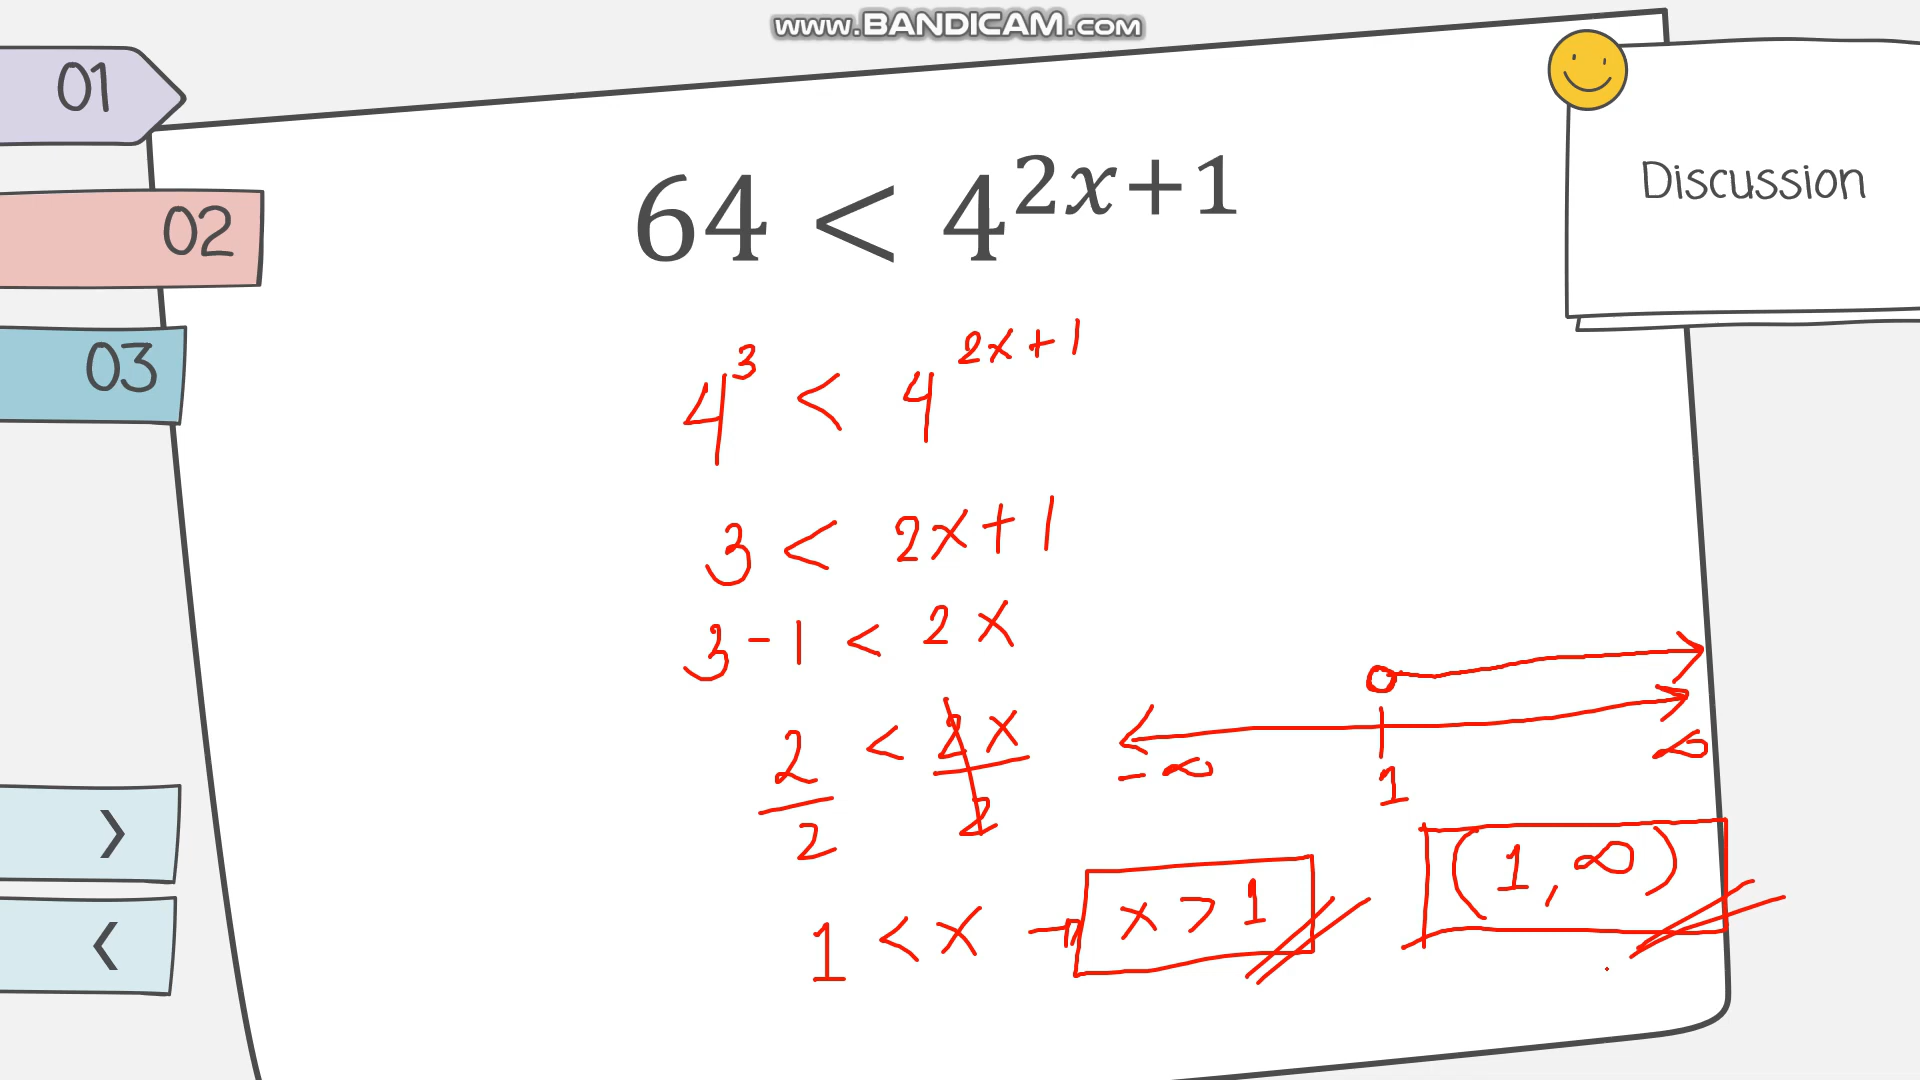 www.BANDICAM.com
01
02
03
Discussion
64 < 4^{2x+1}
4^3 < 4^{2x+1}
3 < 2x+1
3-1 < 2x
2/2 < 2x/2
-∞ 1 ∞
1 < x → x > 1
(1, ∞)